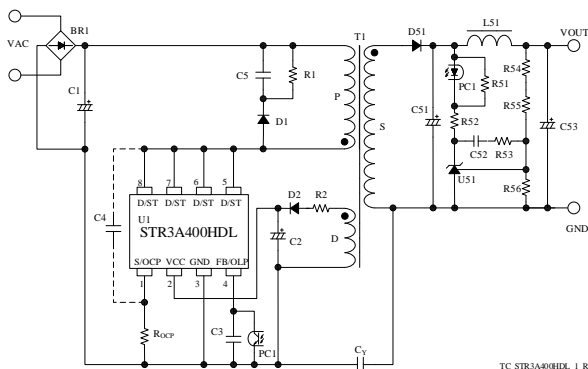 BR1
VAC
C1
C5
R1
D1
T1
P
S
D
D51
L51
VOUT
PC1
R51
R54
R55
C51
R52
C53
C52
R53
U51
R56
GND
8
7
6
5
D/ST
D/ST
D/ST
D/ST
U1
STR3A400HDL
S/OCP
VCC
GND
FB/OLP
1
2
3
4
C4
D2
R2
C2
ROCP
C3
PC1
CY
TC_STR3A400HDL_1_R